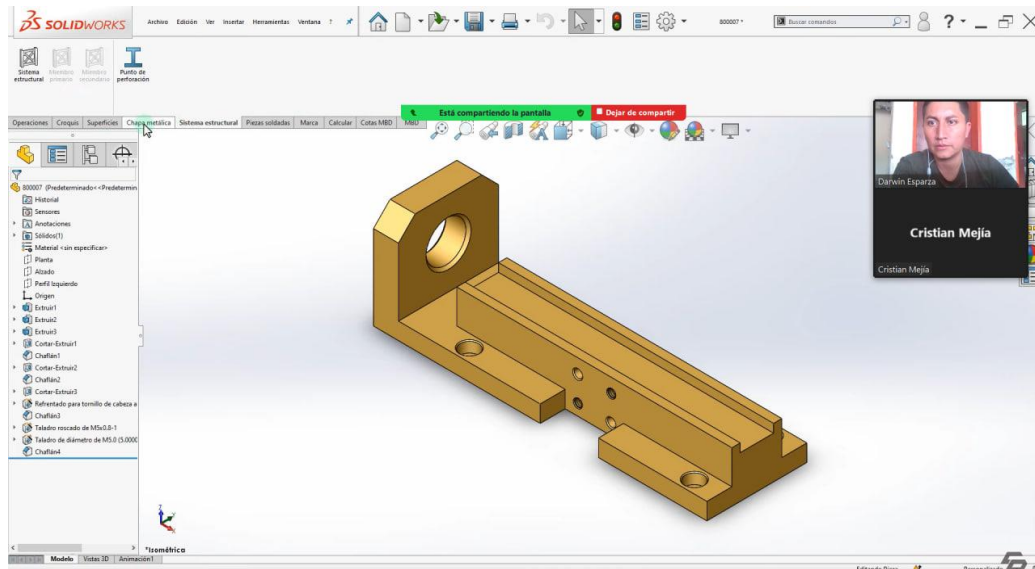 SOLIDWORKS
Archivo Edición Ver Insertar Herramientas Ventana ?
800007 *
Buscar comandos
Sistema estructural
Miembro primario
Miembro secundario
Punto de perforación
Está compartiendo la pantalla
Dejar de compartir
Operaciones Croquis Superficies Chapa metálica Sistema estructural Piezas soldadas Marca Calcular Cotas MBD MBD
800007 (Predeterminado<<Predetermin
Historial
Sensores
Anotaciones
Sólidos(1)
Material <sin especificar>
Planta
Alzado
Perfil Izquierdo
Origen
Extruir1
Extruir2
Extruir3
Cortar-Extruir1
Chaflán1
Cortar-Extruir2
Chaflán2
Cortar-Extruir3
Refrentado para tornillo de cabeza a
Chaflán3
Taladro roscado de M5x0.8-1
Taladro de diámetro de M5.0 (5.0000
Chaflán4
Darwin Esparza
Cristian Mejía
Cristian Mejía
*Isométrica
Modelo Vistas 3D Animación1
Editando Pieza
Personalizado